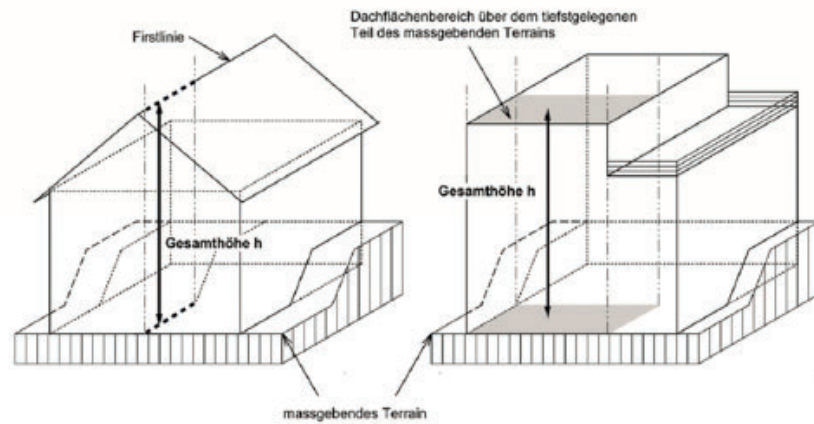 Firstlinie
Dachflächenbereich über dem tiefstgelegenen
Teil des massgebenden Terrains
Gesamthöhe h
Gesamthöhe h
massgebendes Terrain